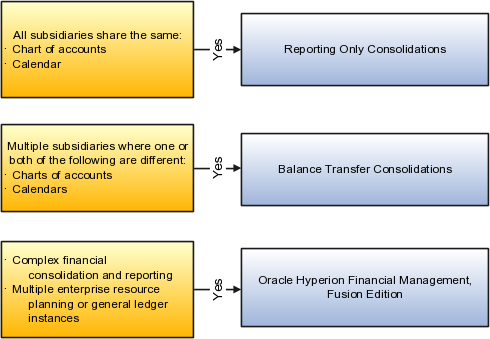 All subsidiaries share the same:
· Chart of accounts
· Calendar
Yes
Reporting Only Consolidations
Multiple subsidiaries where one or
both of the following are different:
· Charts of accounts
· Calendars
Yes
Balance Transfer Consolidations
· Complex financial
consolidation and reporting
· Multiple enterprise resource
planning or general ledger
instances
Yes
Oracle Hyperion Financial Management,
Fusion Edition